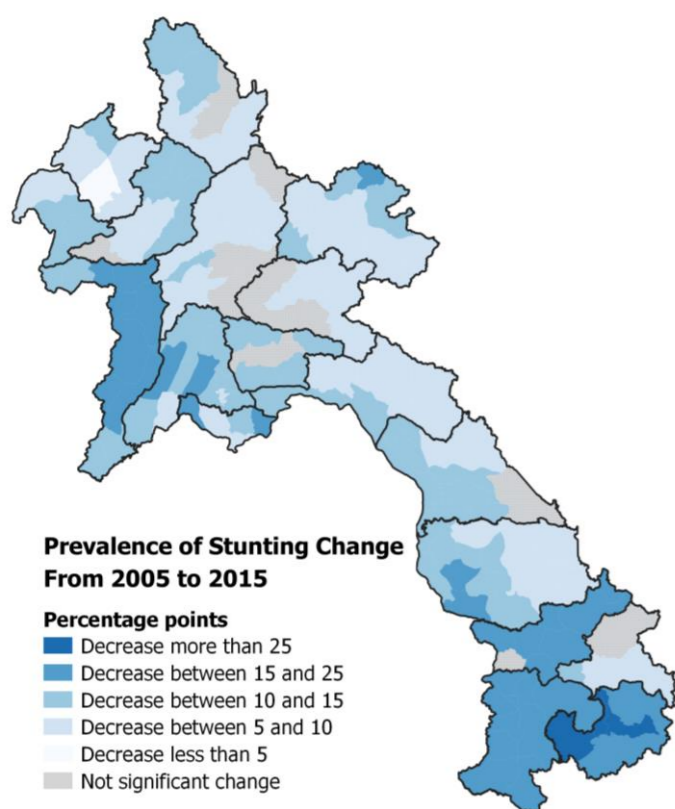 Prevalence of Stunting Change
From 2005 to 2015
Percentage points
Decrease more than 25
Decrease between 15 and 25
Decrease between 10 and 15
Decrease between 5 and 10
Decrease less than 5
Not significant change